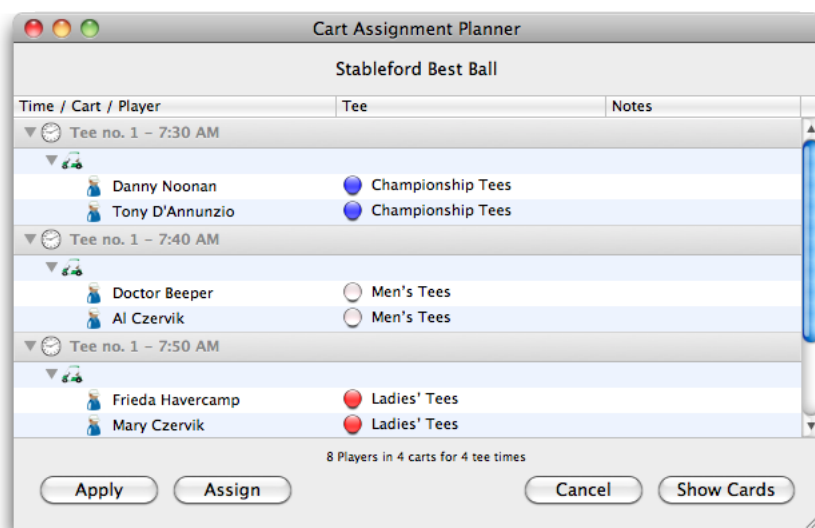 Cart Assignment Planner
Stableford Best Ball
Time / Cart / Player Tee Notes
Tee no. 1 – 7:30 AM
Danny Noonan Championship Tees
Tony D'Annunzio Championship Tees
Tee no. 1 – 7:40 AM
Doctor Beeper Men's Tees
Al Czervik Men's Tees
Tee no. 1 – 7:50 AM
Frieda Havercamp Ladies' Tees
Mary Czervik Ladies' Tees
8 Players in 4 carts for 4 tee times
Apply Assign Cancel Show Cards